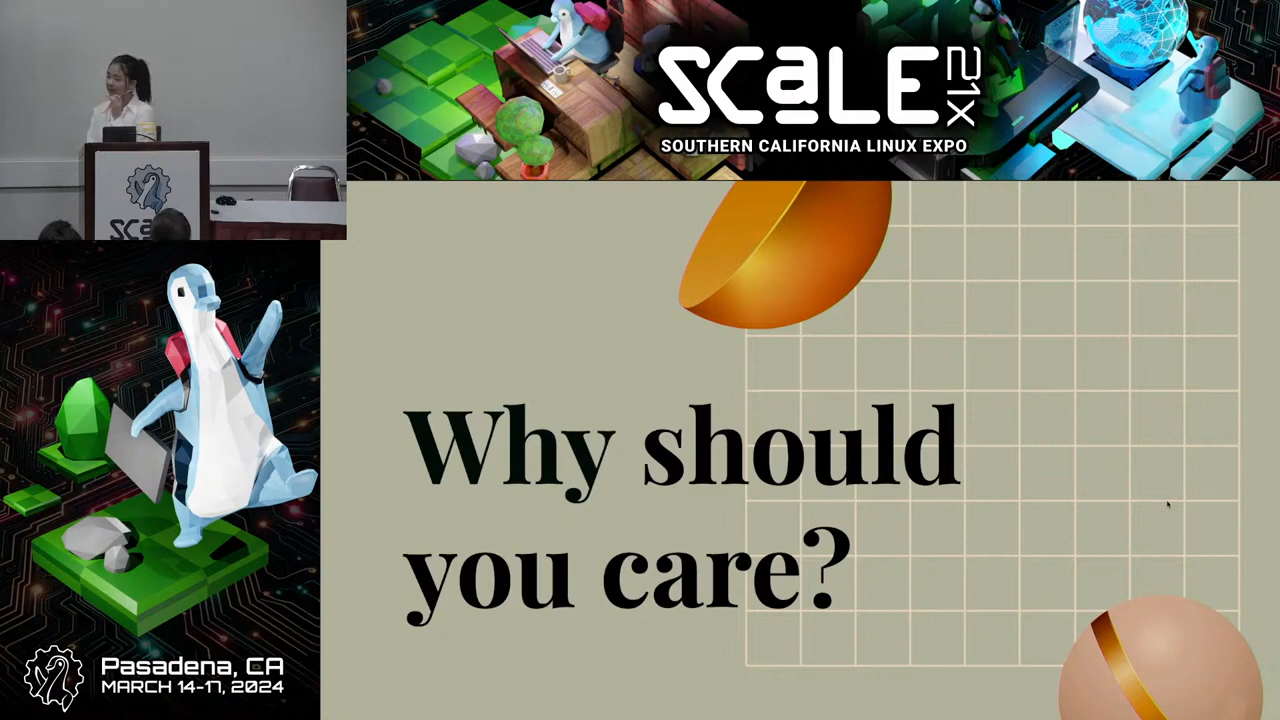 SCaLE 21X
SOUTHERN CALIFORNIA LINUX EXPO
Why should
you care?
Pasadena, CA
MARCH 14-17, 2024